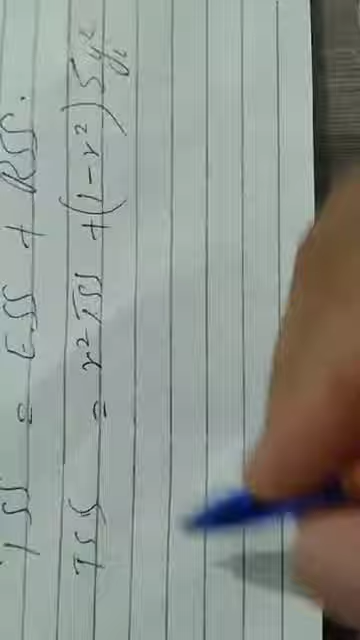 TSS = ESS + RSS.
TSS = r²TSS + (1-r²) Σyᵢ²